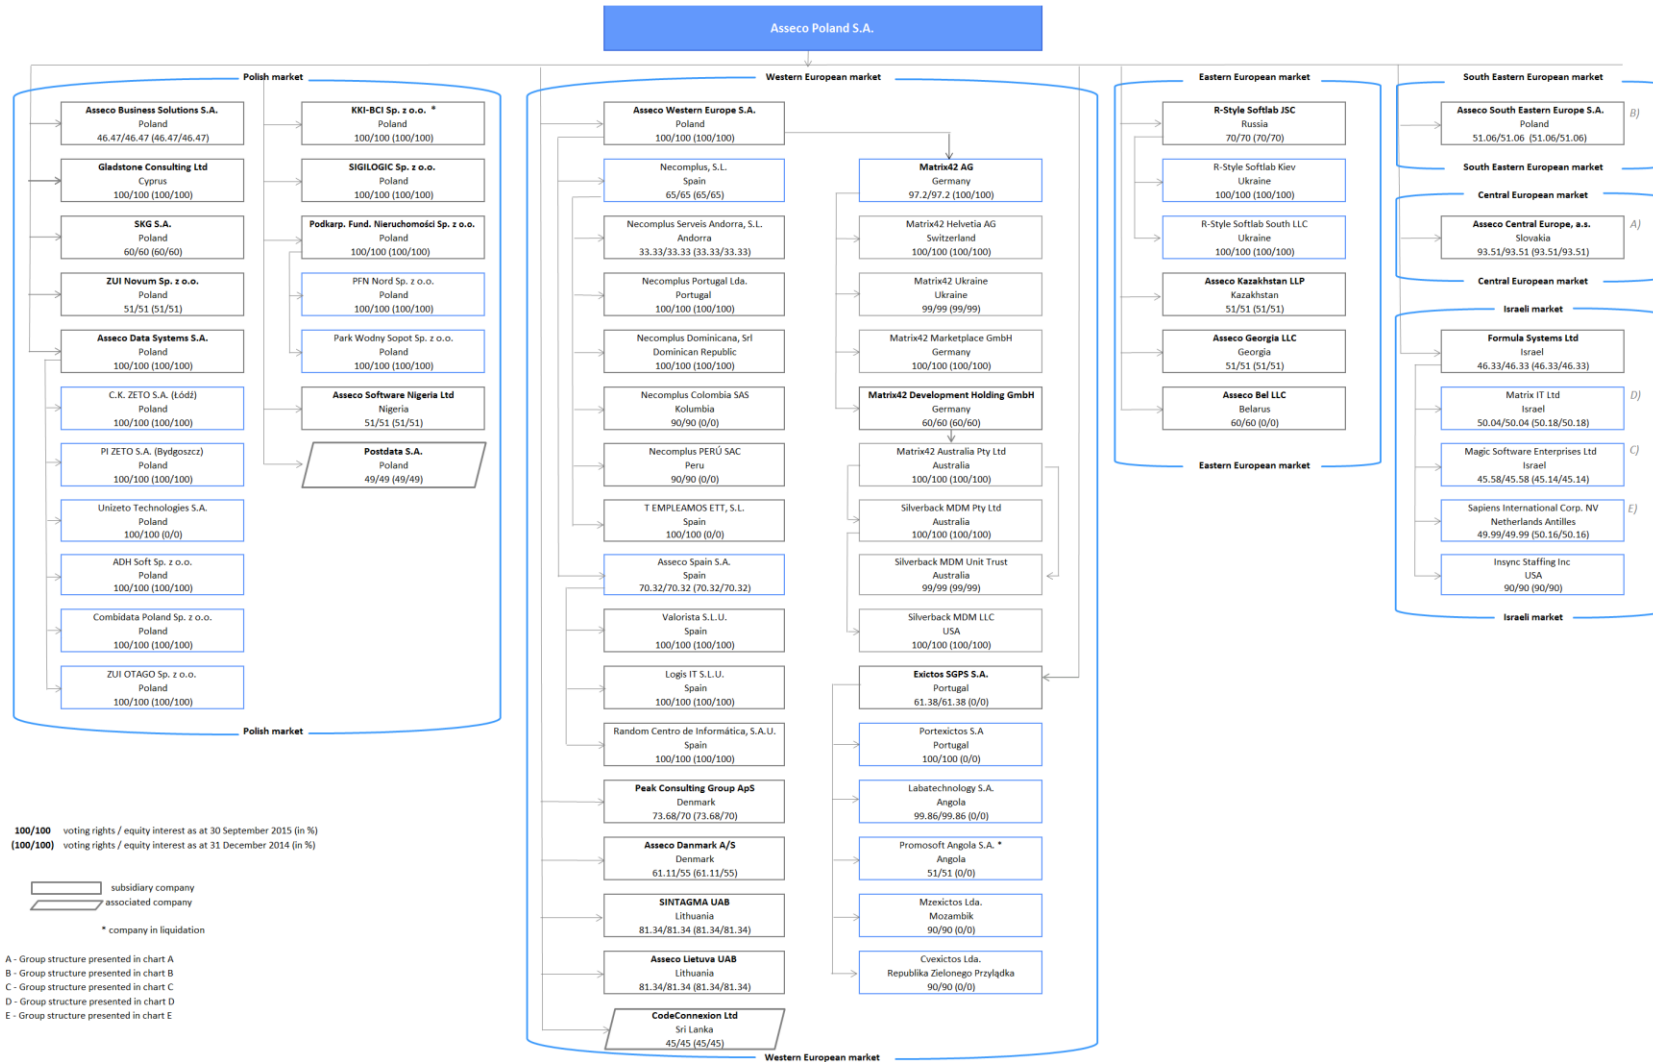 Asseco Poland S.A.
Polish market
Asseco Business Solutions S.A.
Poland
46.47/46.47 (46.47/46.47)
Gladstone Consulting Ltd
Cyprus
100/100 (100/100)
SKG S.A.
Poland
60/60 (60/60)
ZUI Novum Sp. z o.o.
Poland
51/51 (51/51)
Asseco Data Systems S.A.
Poland
100/100 (100/100)
C.K. ZETO S.A. (Łódź)
Poland
100/100 (100/100)
PI ZETO S.A. (Bydgoszcz)
Poland
100/100 (100/100)
Unizeto Technologies S.A.
Poland
100/100 (0/0)
ADH Soft Sp. z o.o.
Poland
100/100 (100/100)
Combidata Poland Sp. z o.o.
Poland
100/100 (100/100)
ZUI OTAGO Sp. z o.o.
Poland
100/100 (100/100)
KKI-BCI Sp. z o.o. *
Poland
100/100 (100/100)
SIGILOGIC Sp. z o.o.
Poland
100/100 (100/100)
Podkarp. Fund. Nieruchomości Sp. z o.o.
Poland
100/100 (100/100)
PFN Nord Sp. z o.o.
Poland
100/100 (100/100)
Park Wodny Sopot Sp. z o.o.
Poland
100/100 (100/100)
Asseco Software Nigeria Ltd
Nigeria
51/51 (51/51)
Postdata S.A.
Poland
49/49 (49/49)
Polish market
Western European market
Asseco Western Europe S.A.
Poland
100/100 (100/100)
Necomplus, S.L.
Spain
65/65 (65/65)
Necomplus Serveis Andorra, S.L.
Andorra
33.33/33.33 (33.33/33.33)
Necomplus Portugal Lda.
Portugal
100/100 (100/100)
Necomplus Dominicana, Srl
Dominican Republic
100/100 (100/100)
Necomplus Colombia SAS
Kolumbia
90/90 (0/0)
Necomplus PERÚ SAC
Peru
90/90 (0/0)
T EMPLEAMOS ETT, S.L.
Spain
100/100 (0/0)
Asseco Spain S.A.
Spain
70.32/70.32 (70.32/70.32)
Valorista S.L.U.
Spain
100/100 (100/100)
Logis IT S.L.U.
Spain
100/100 (100/100)
Random Centro de Informática, S.A.U.
Spain
100/100 (100/100)
Peak Consulting Group ApS
Denmark
73.68/70 (73.68/70)
Asseco Danmark A/S
Denmark
61.11/55 (61.11/55)
SINTAGMA UAB
Lithuania
81.34/81.34 (81.34/81.34)
Asseco Lietuva UAB
Lithuania
81.34/81.34 (81.34/81.34)
CodeConnexion Ltd
Sri Lanka
45/45 (45/45)
Matrix42 AG
Germany
97.2/97.2 (100/100)
Matrix42 Helvetia AG
Switzerland
100/100 (100/100)
Matrix42 Ukraine
Ukraine
99/99 (99/99)
Matrix42 Marketplace GmbH
Germany
100/100 (100/100)
Matrix42 Development Holding GmbH
Germany
60/60 (60/60)
Matrix42 Australia Pty Ltd
Australia
100/100 (100/100)
Silverback MDM Pty Ltd
Australia
100/100 (100/100)
Silverback MDM Unit Trust
Australia
99/99 (99/99)
Silverback MDM LLC
USA
100/100 (100/100)
Exictos SGPS S.A.
Portugal
61.38/61.38 (0/0)
Portexictos S.A
Portugal
100/100 (0/0)
Labatechnology S.A.
Angola
99.86/99.86 (0/0)
Promosoft Angola S.A. *
Angola
51/51 (0/0)
Mzexictos Lda.
Mozambik
90/90 (0/0)
Cvexictos Lda.
Republika Zielonego Przylądka
90/90 (0/0)
Western European market
Eastern European market
R-Style Softlab JSC
Russia
70/70 (70/70)
R-Style Softlab Kiev
Ukraine
100/100 (100/100)
R-Style Softlab South LLC
Ukraine
100/100 (100/100)
Asseco Kazakhstan LLP
Kazakhstan
51/51 (51/51)
Asseco Georgia LLC
Georgia
51/51 (51/51)
Asseco Bel LLC
Belarus
60/60 (0/0)
Eastern European market
South Eastern European market
Asseco South Eastern Europe S.A.
Poland
51.06/51.06 (51.06/51.06)
B)
South Eastern European market
Central European market
Asseco Central Europe, a.s.
Slovakia
93.51/93.51 (93.51/93.51)
A)
Central European market
Israeli market
Formula Systems Ltd
Israel
46.33/46.33 (46.33/46.33)
Matrix IT Ltd
Israel
50.04/50.04 (50.18/50.18)
D)
Magic Software Enterprises Ltd
Israel
45.58/45.58 (45.14/45.14)
C)
Sapiens International Corp. NV
Netherlands Antilles
49.99/49.99 (50.16/50.16)
E)
Insync Staffing Inc
USA
90/90 (90/90)
Israeli market
100/100 voting rights / equity interest as at 30 September 2015 (in %)
(100/100) voting rights / equity interest as at 31 December 2014 (in %)
subsidiary company
associated company
* company in liquidation
A - Group structure presented in chart A
B - Group structure presented in chart B
C - Group structure presented in chart C
D - Group structure presented in chart D
E - Group structure presented in chart E